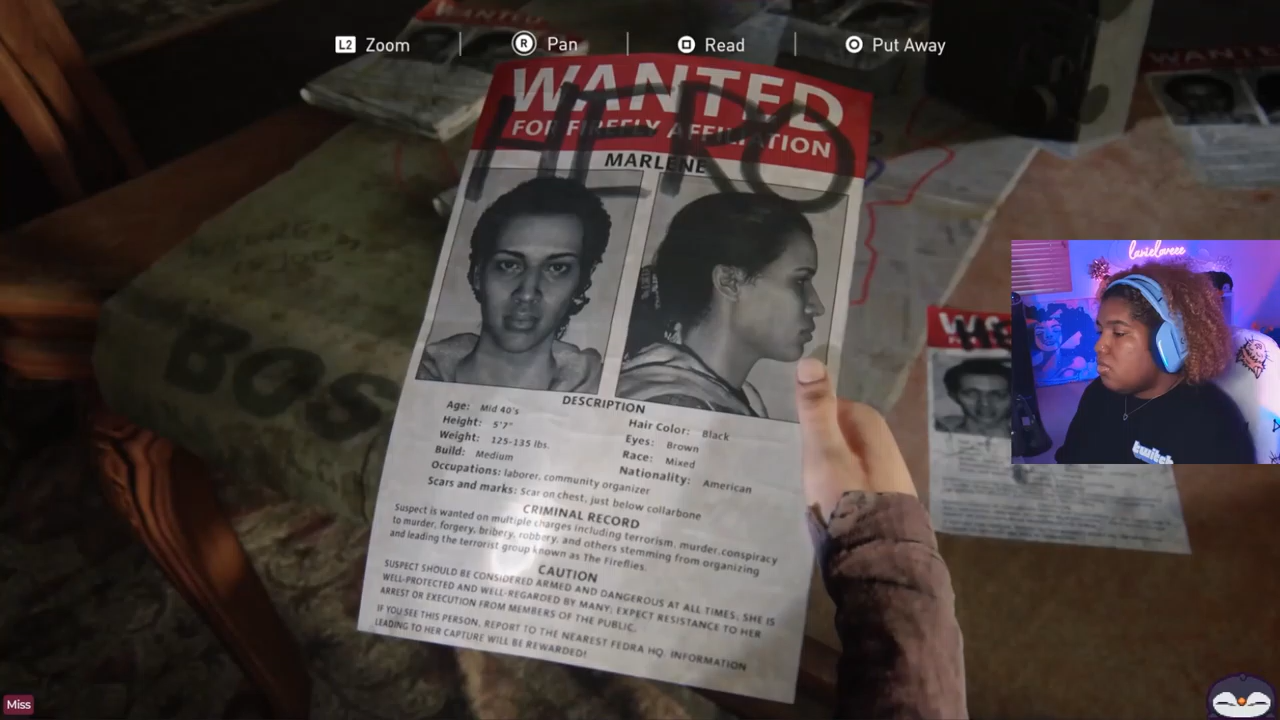 L2 Zoom
R Pan
Read
Put Away
WANTED
WANTED
HERO
FOR FIREFLY AFFILIATION
MARLENE
DESCRIPTION
Age: Mid 40's
Height: 5'7"
Weight: 125-135 lbs.
Build: Medium
Hair Color: Black
Eyes: Brown
Race: Mixed
Nationality: American
Occupations: laborer, community organizer
Scars and marks: Scar on chest, just below collarbone
CRIMINAL RECORD
Suspect is wanted on multiple charges including terrorism, murder, conspiracy
to murder, forgery, bribery, robbery, and others stemming from organizing
and leading the terrorist group known as The Fireflies.
CAUTION
SUSPECT SHOULD BE CONSIDERED ARMED AND DANGEROUS AT ALL TIMES; SHE IS
WELL-PROTECTED AND WELL-REGARDED BY MANY; EXPECT RESISTANCE TO HER
ARREST OR EXECUTION FROM MEMBERS OF THE PUBLIC.
IF YOU SEE THIS PERSON, REPORT TO THE NEAREST FEDRA HQ. INFORMATION
LEADING TO HER CAPTURE WILL BE REWARDED!
BOS
WANTED
lovielaveee
twitch
Miss